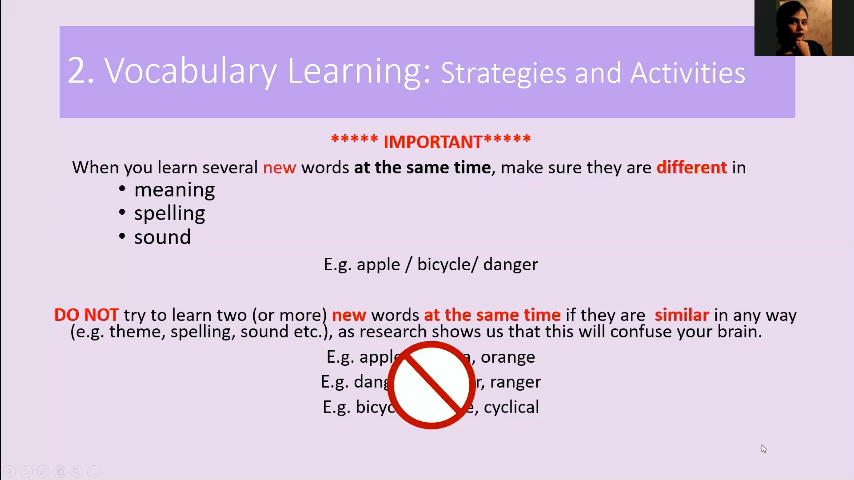 2. Vocabulary Learning: Strategies and Activities
***** IMPORTANT*****
When you learn several new words at the same time, make sure they are different in
• meaning
• spelling
• sound
E.g. apple / bicycle/ danger
DO NOT try to learn two (or more) new words at the same time if they are similar in any way
(e.g. theme, spelling, sound etc.), as research shows us that this will confuse your brain.
E.g. orange
E.g. ranger
E.g. cyclical